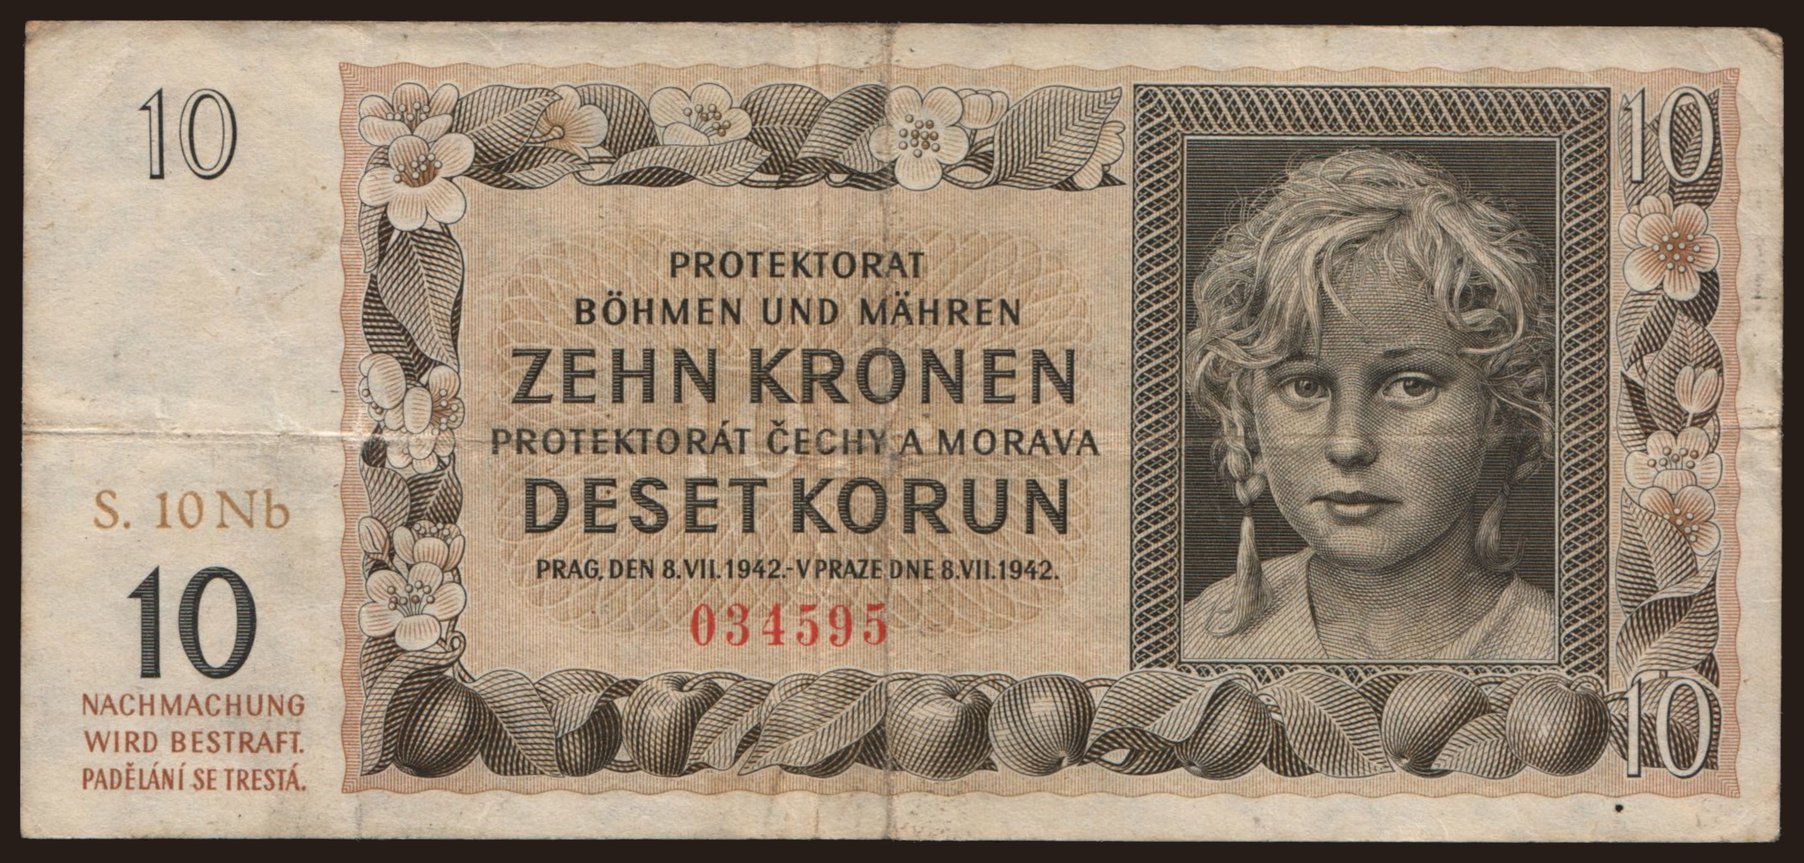 10
10
PROTEKTORAT
BÖHMEN UND MÄHREN
ZEHN KRONEN
PROTEKTORÁT ČECHY A MORAVA
DESET KORUN
PRAG, DEN 8.VII.1942.-V PRAZE DNE 8.VII.1942.
034595
S. 10 Nb
10
NACHMACHUNG
WIRD BESTRAFT.
PADĚLÁNÍ SE TRESTÁ.
10